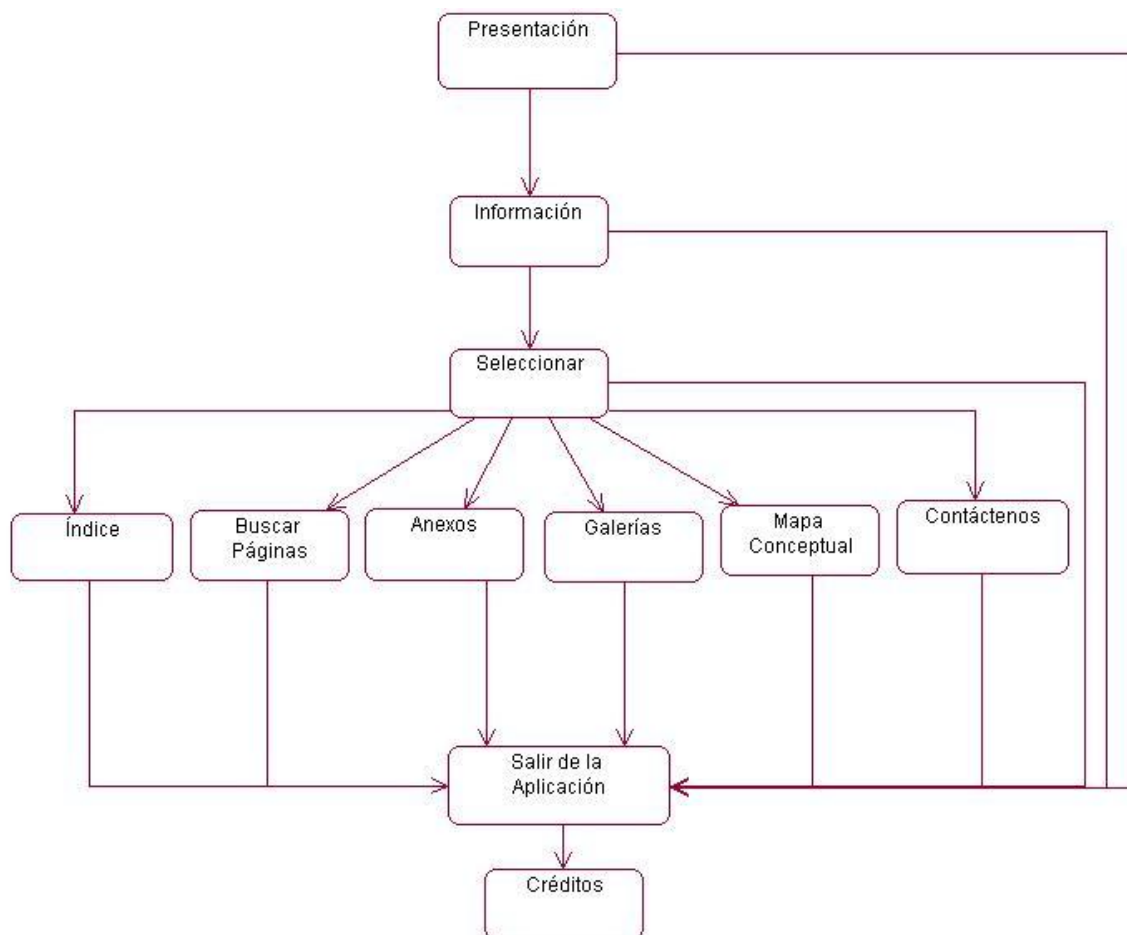 Presentación
Información
Seleccionar
Índice
Buscar
Páginas
Anexos
Galerías
Mapa
Conceptual
Contáctenos
Salir de la
Aplicación
Créditos